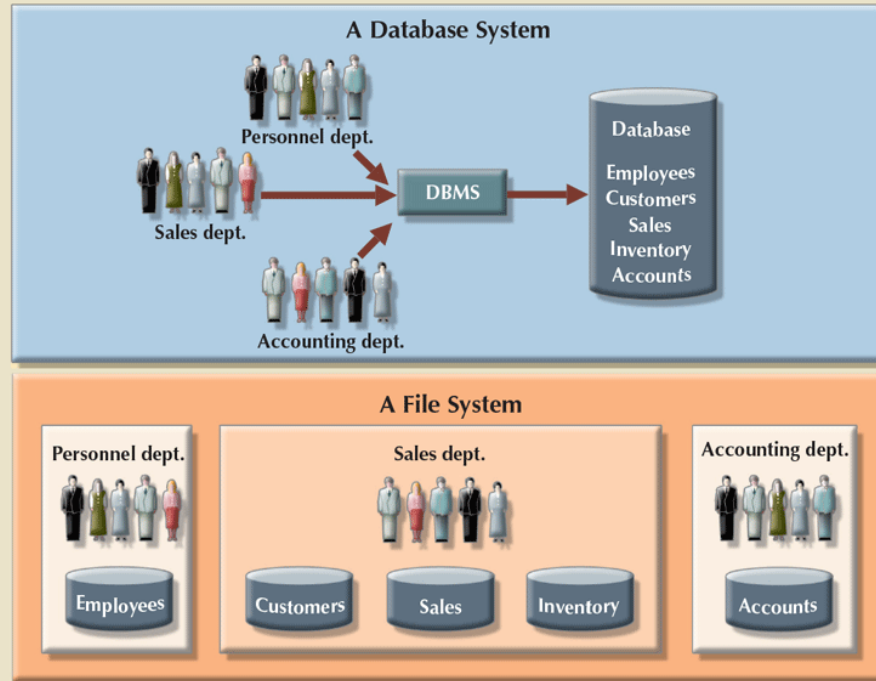 A Database System
Personnel dept.
Sales dept.
Accounting dept.
DBMS
Database
Employees
Customers
Sales
Inventory
Accounts
A File System
Personnel dept.
Employees
Sales dept.
Customers
Sales
Inventory
Accounting dept.
Accounts